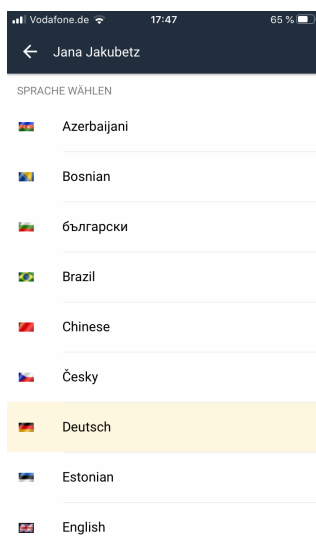 Vodafone.de 17:47 65 %
Jana Jakubetz
SPRACHE WÄHLEN
Azerbaijani
Bosnian
български
Brazil
Chinese
Česky
Deutsch
Estonian
English